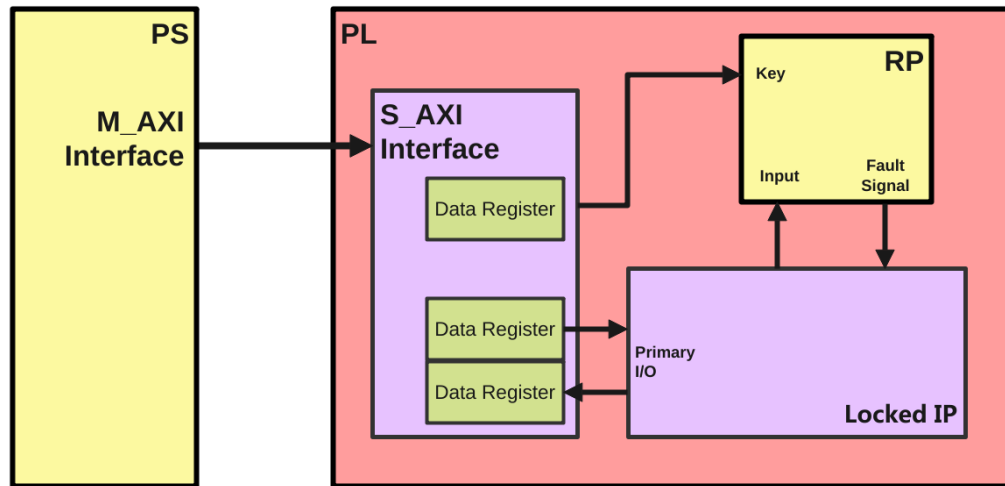 PS
M_AXI
Interface
PL
S_AXI
Interface
Data Register
Data Register
Data Register
RP
Key
Input
Fault
Signal
Primary
I/O
Locked IP